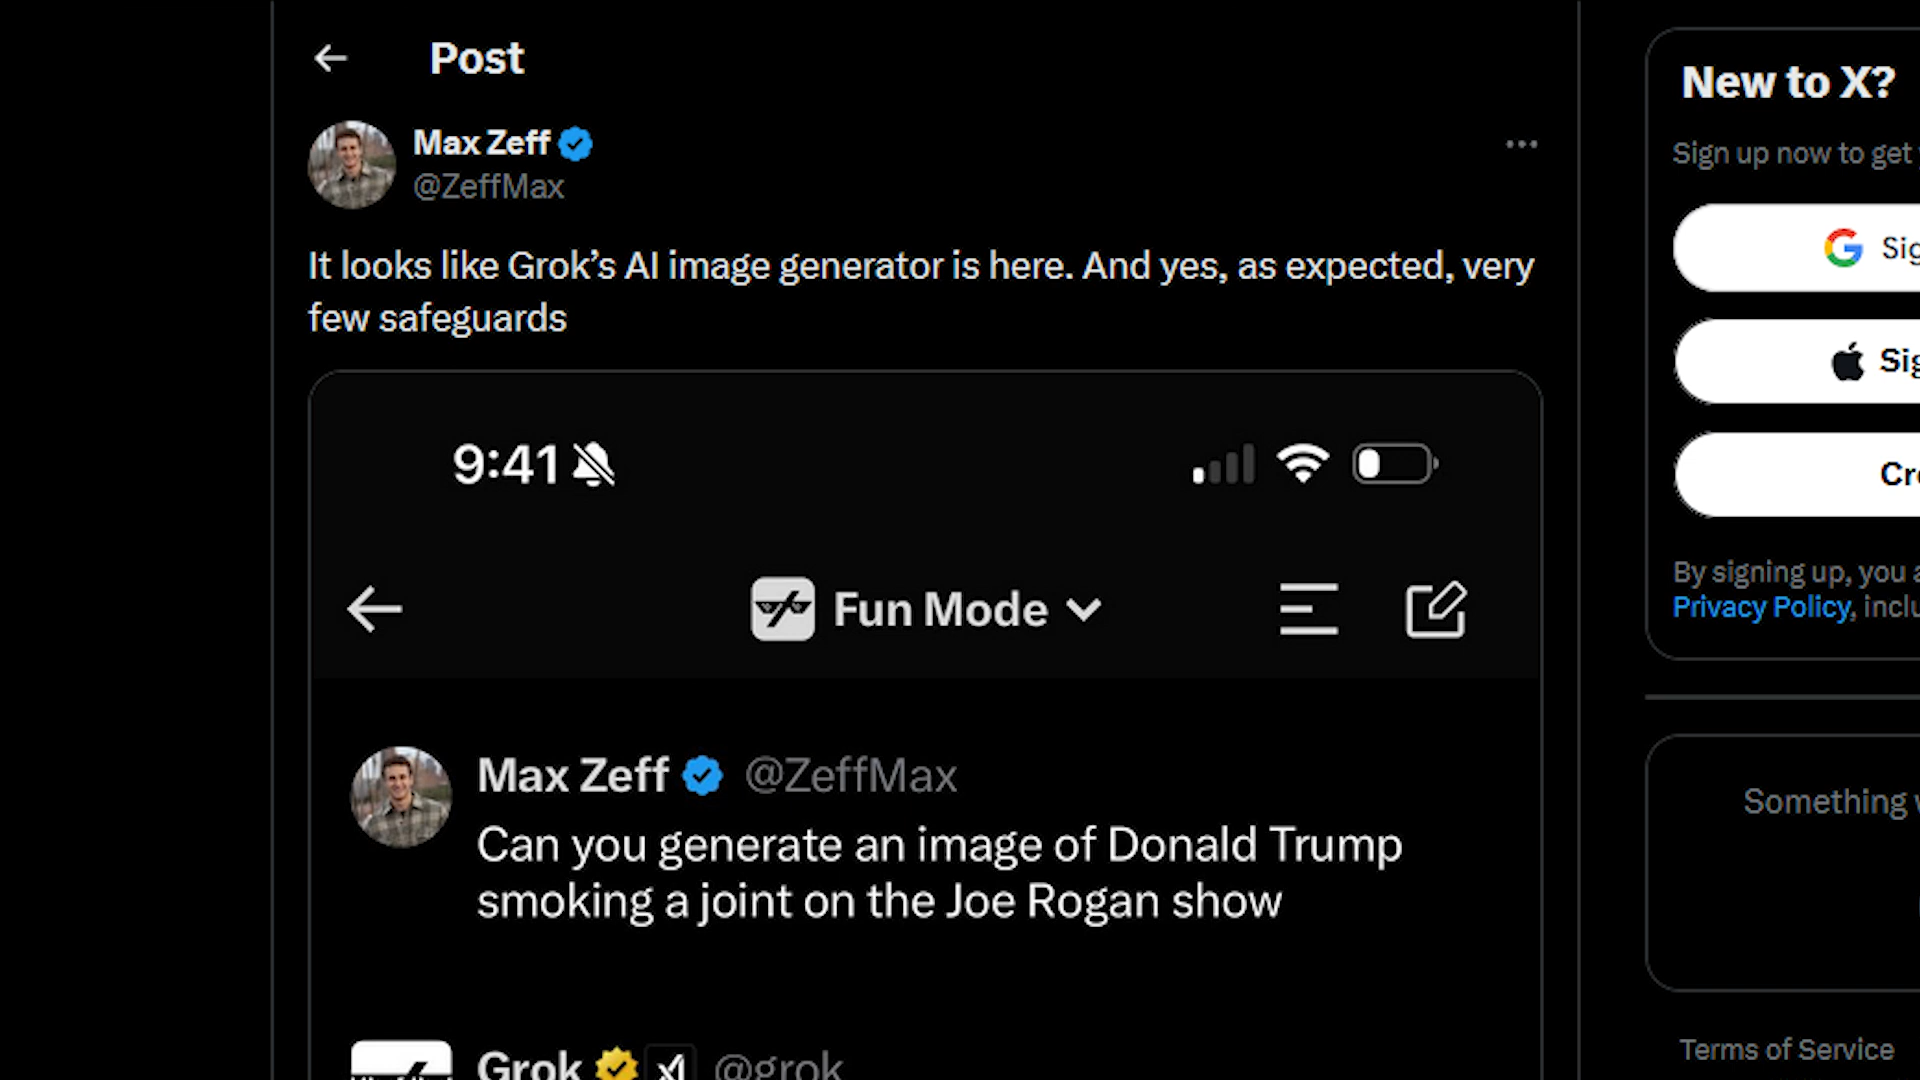 Post
Max Zeff
@ZeffMax
It looks like Grok’s AI image generator is here. And yes, as expected, very
few safeguards
9:41
Fun Mode
Max Zeff @ZeffMax
Can you generate an image of Donald Trump
smoking a joint on the Joe Rogan show
Grok @grok
New to X?
Sign up now to get
By signing up, you
Privacy Policy,
Something
Terms of Service